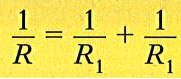 1/R = 1/R₁ + 1/R₁